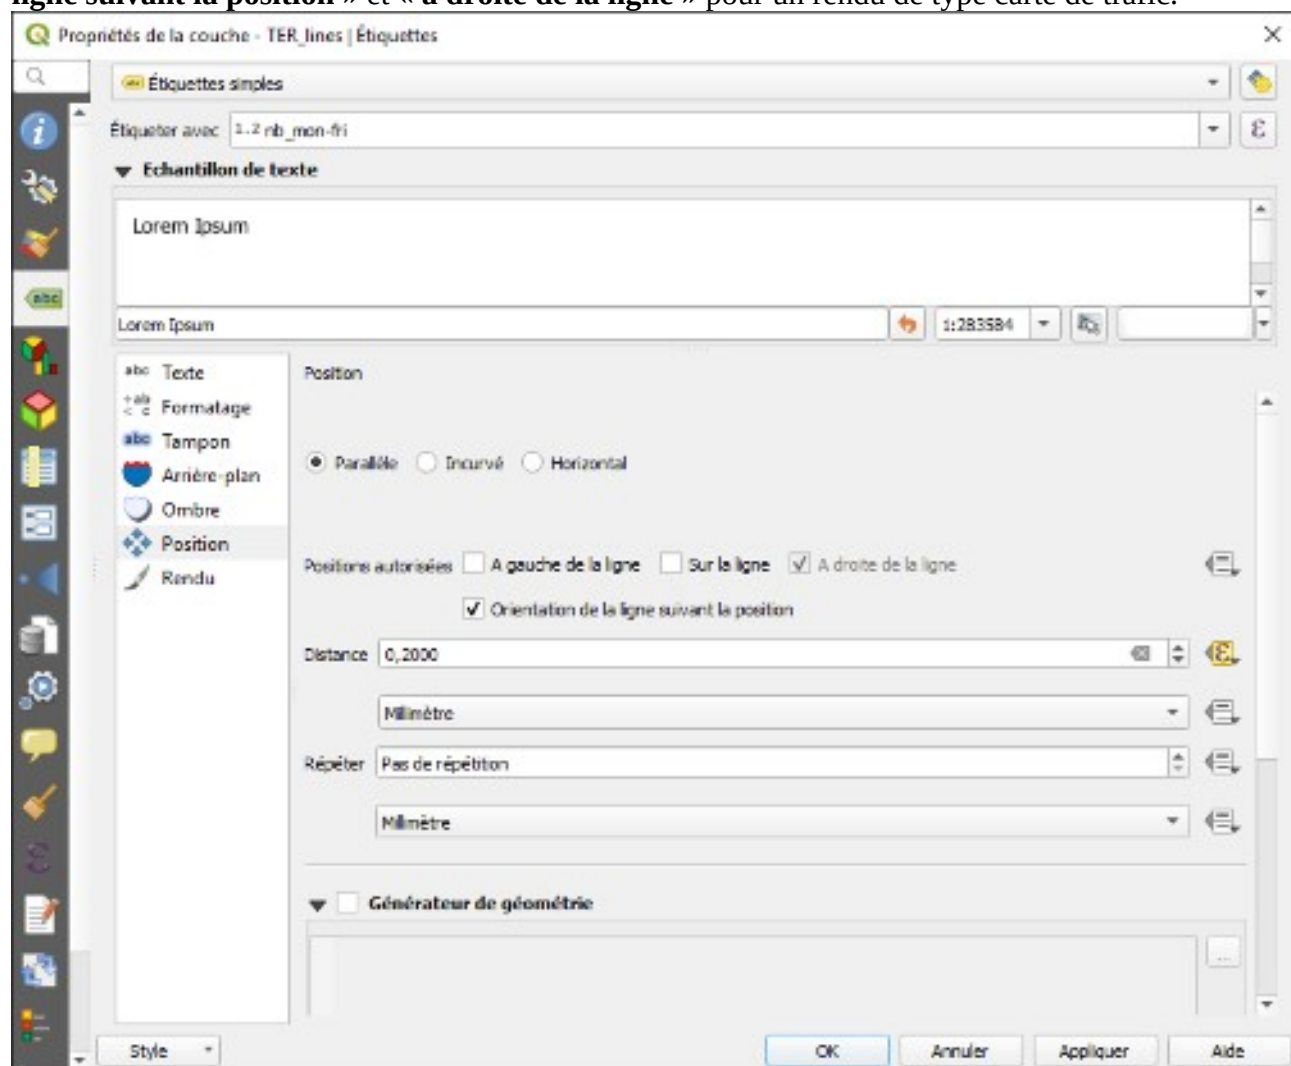 ligne suivant la position » et « à droite de la ligne » pour un rendu de type carte de trafic.
Propriétés de la couche - TER_lines | Étiquettes
Étiquettes simples
Étiqueter avec 1.2 nb_mon-fri
Echantillon de texte
Lorem Ipsum
Lorem Ipsum 1:283584
abc Texte
Formatage
abc Tampon
Arrière-plan
Ombre
Position
Rendu
Position
Parallèle Incurvé Horizontal
Positions autorisées A gauche de la ligne Sur la ligne A droite de la ligne
Orientation de la ligne suivant la position
Distance 0,2000
Millimètre
Répéter Pas de répétition
Millimètre
Générateur de géométrie
...
Style OK Annuler Appliquer Aide